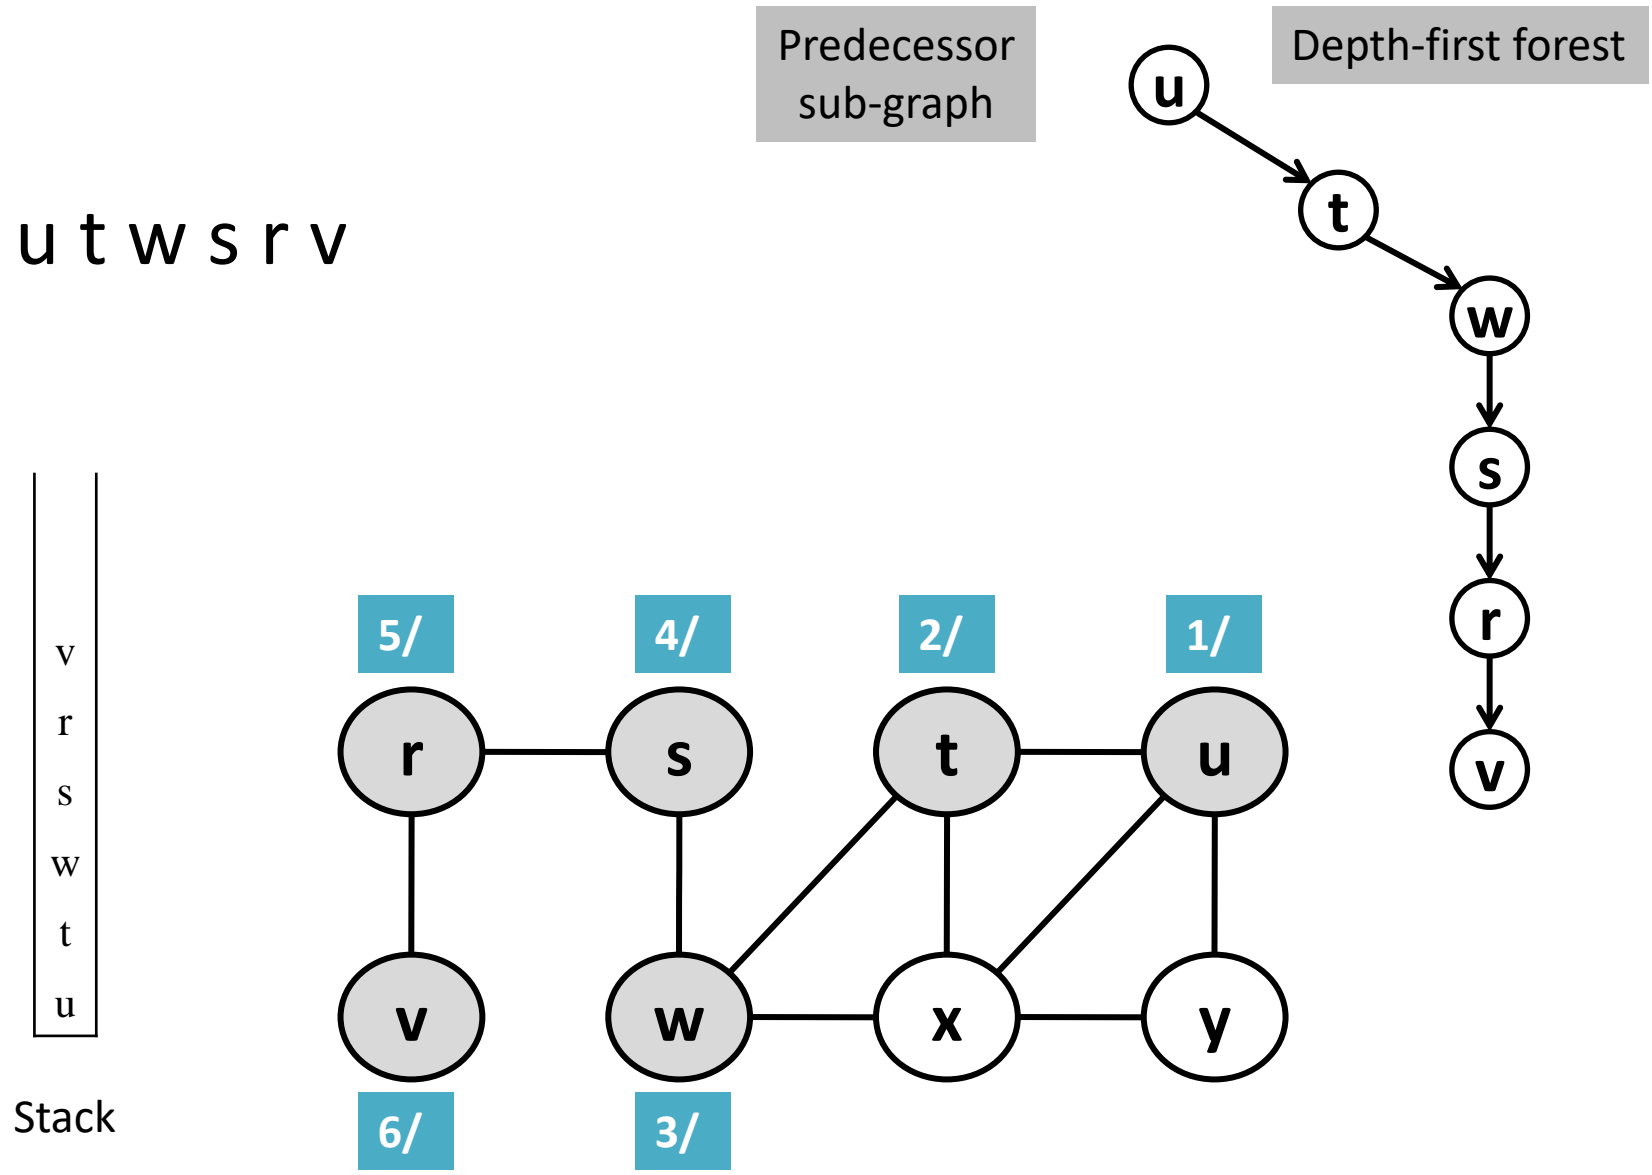 Predecessor
sub-graph
Depth-first forest
u
t
u t w s r v
w
s
r
v
v
r
s
w
t
u
Stack
5/
4/
2/
1/
r
s
t
u
v
w
x
y
6/
3/